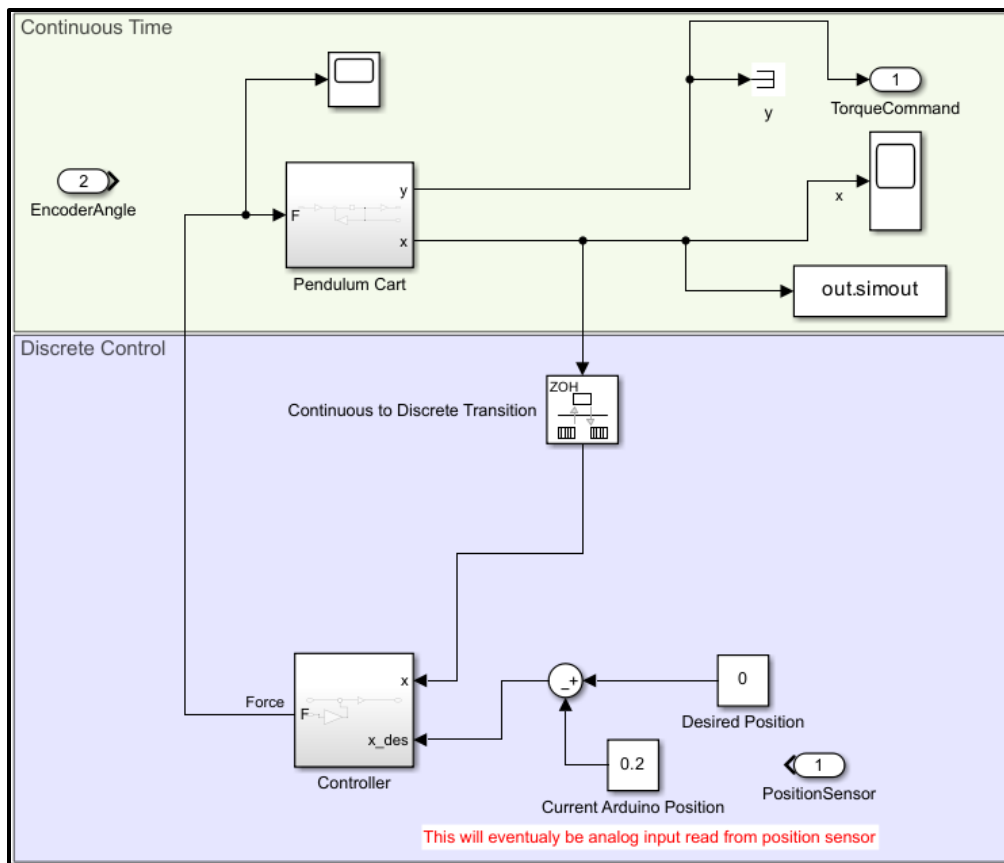 Continuous Time
1
TorqueCommand
y
2
EncoderAngle
F
y
x
Pendulum Cart
x
out.simout
Discrete Control
ZOH
Continuous to Discrete Transition
Force
F
x
x_des
Controller
_+
0
Desired Position
0.2
Current Arduino Position
1
PositionSensor
This will eventualy be analog input read from position sensor